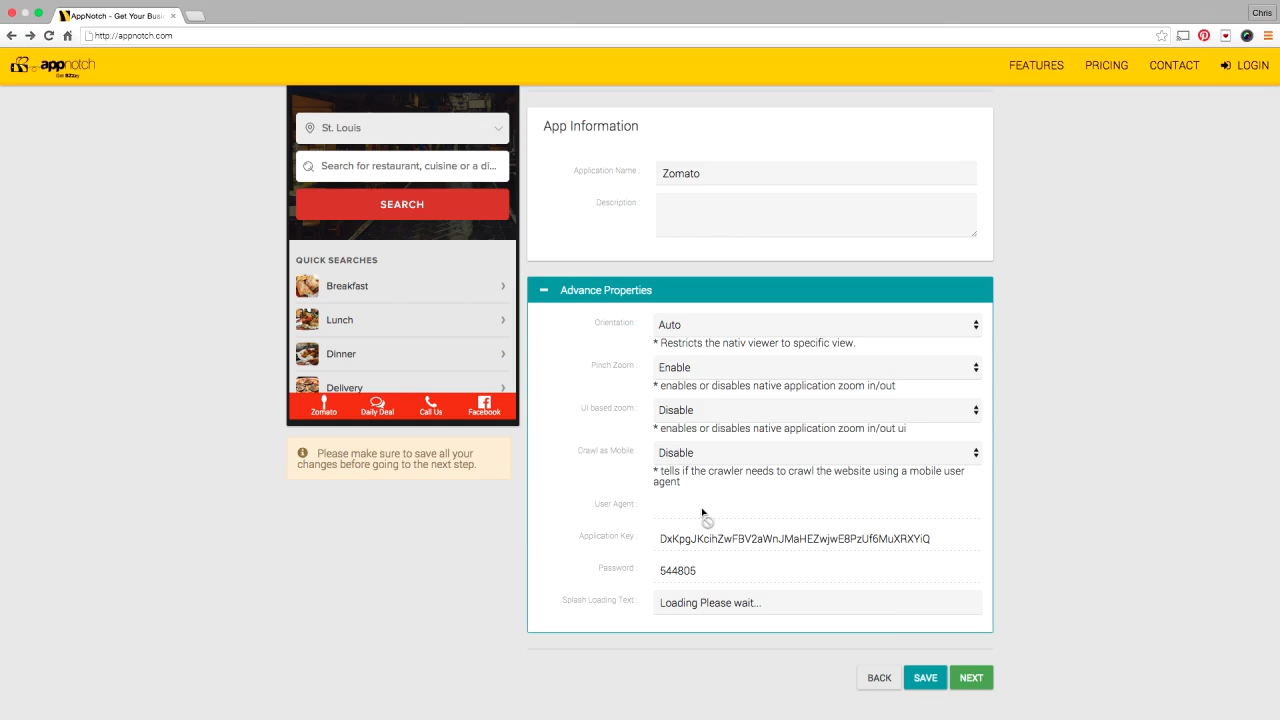 AppNotch - Get Your Busi
Chris
http://appnotch.com
appnotch
Get BZzzy
FEATURES PRICING CONTACT LOGIN
St. Louis
Search for restaurant, cuisine or a di...
SEARCH
QUICK SEARCHES
Breakfast
Lunch
Dinner
Delivery
Zomato Daily Deal Call Us Facebook
Please make sure to save all your
changes before going to the next step.
App Information
Application Name : Zomato
Description :
Advance Properties
Orientation : Auto
* Restricts the nativ viewer to specific view.
Pinch Zoom : Enable
* enables or disables native application zoom in/out
UI based zoom : Disable
* enables or disables native application zoom in/out ui
Crawl as Mobile : Disable
* tells if the crawler needs to crawl the website using a mobile user
agent
User Agent :
Application Key : DxKpgJKcihZwFBV2aWnJMaHEZwjwE8PzUf6MuXRXYiQ
Password : 544805
Splash Loading Text : Loading Please wait...
BACK SAVE NEXT